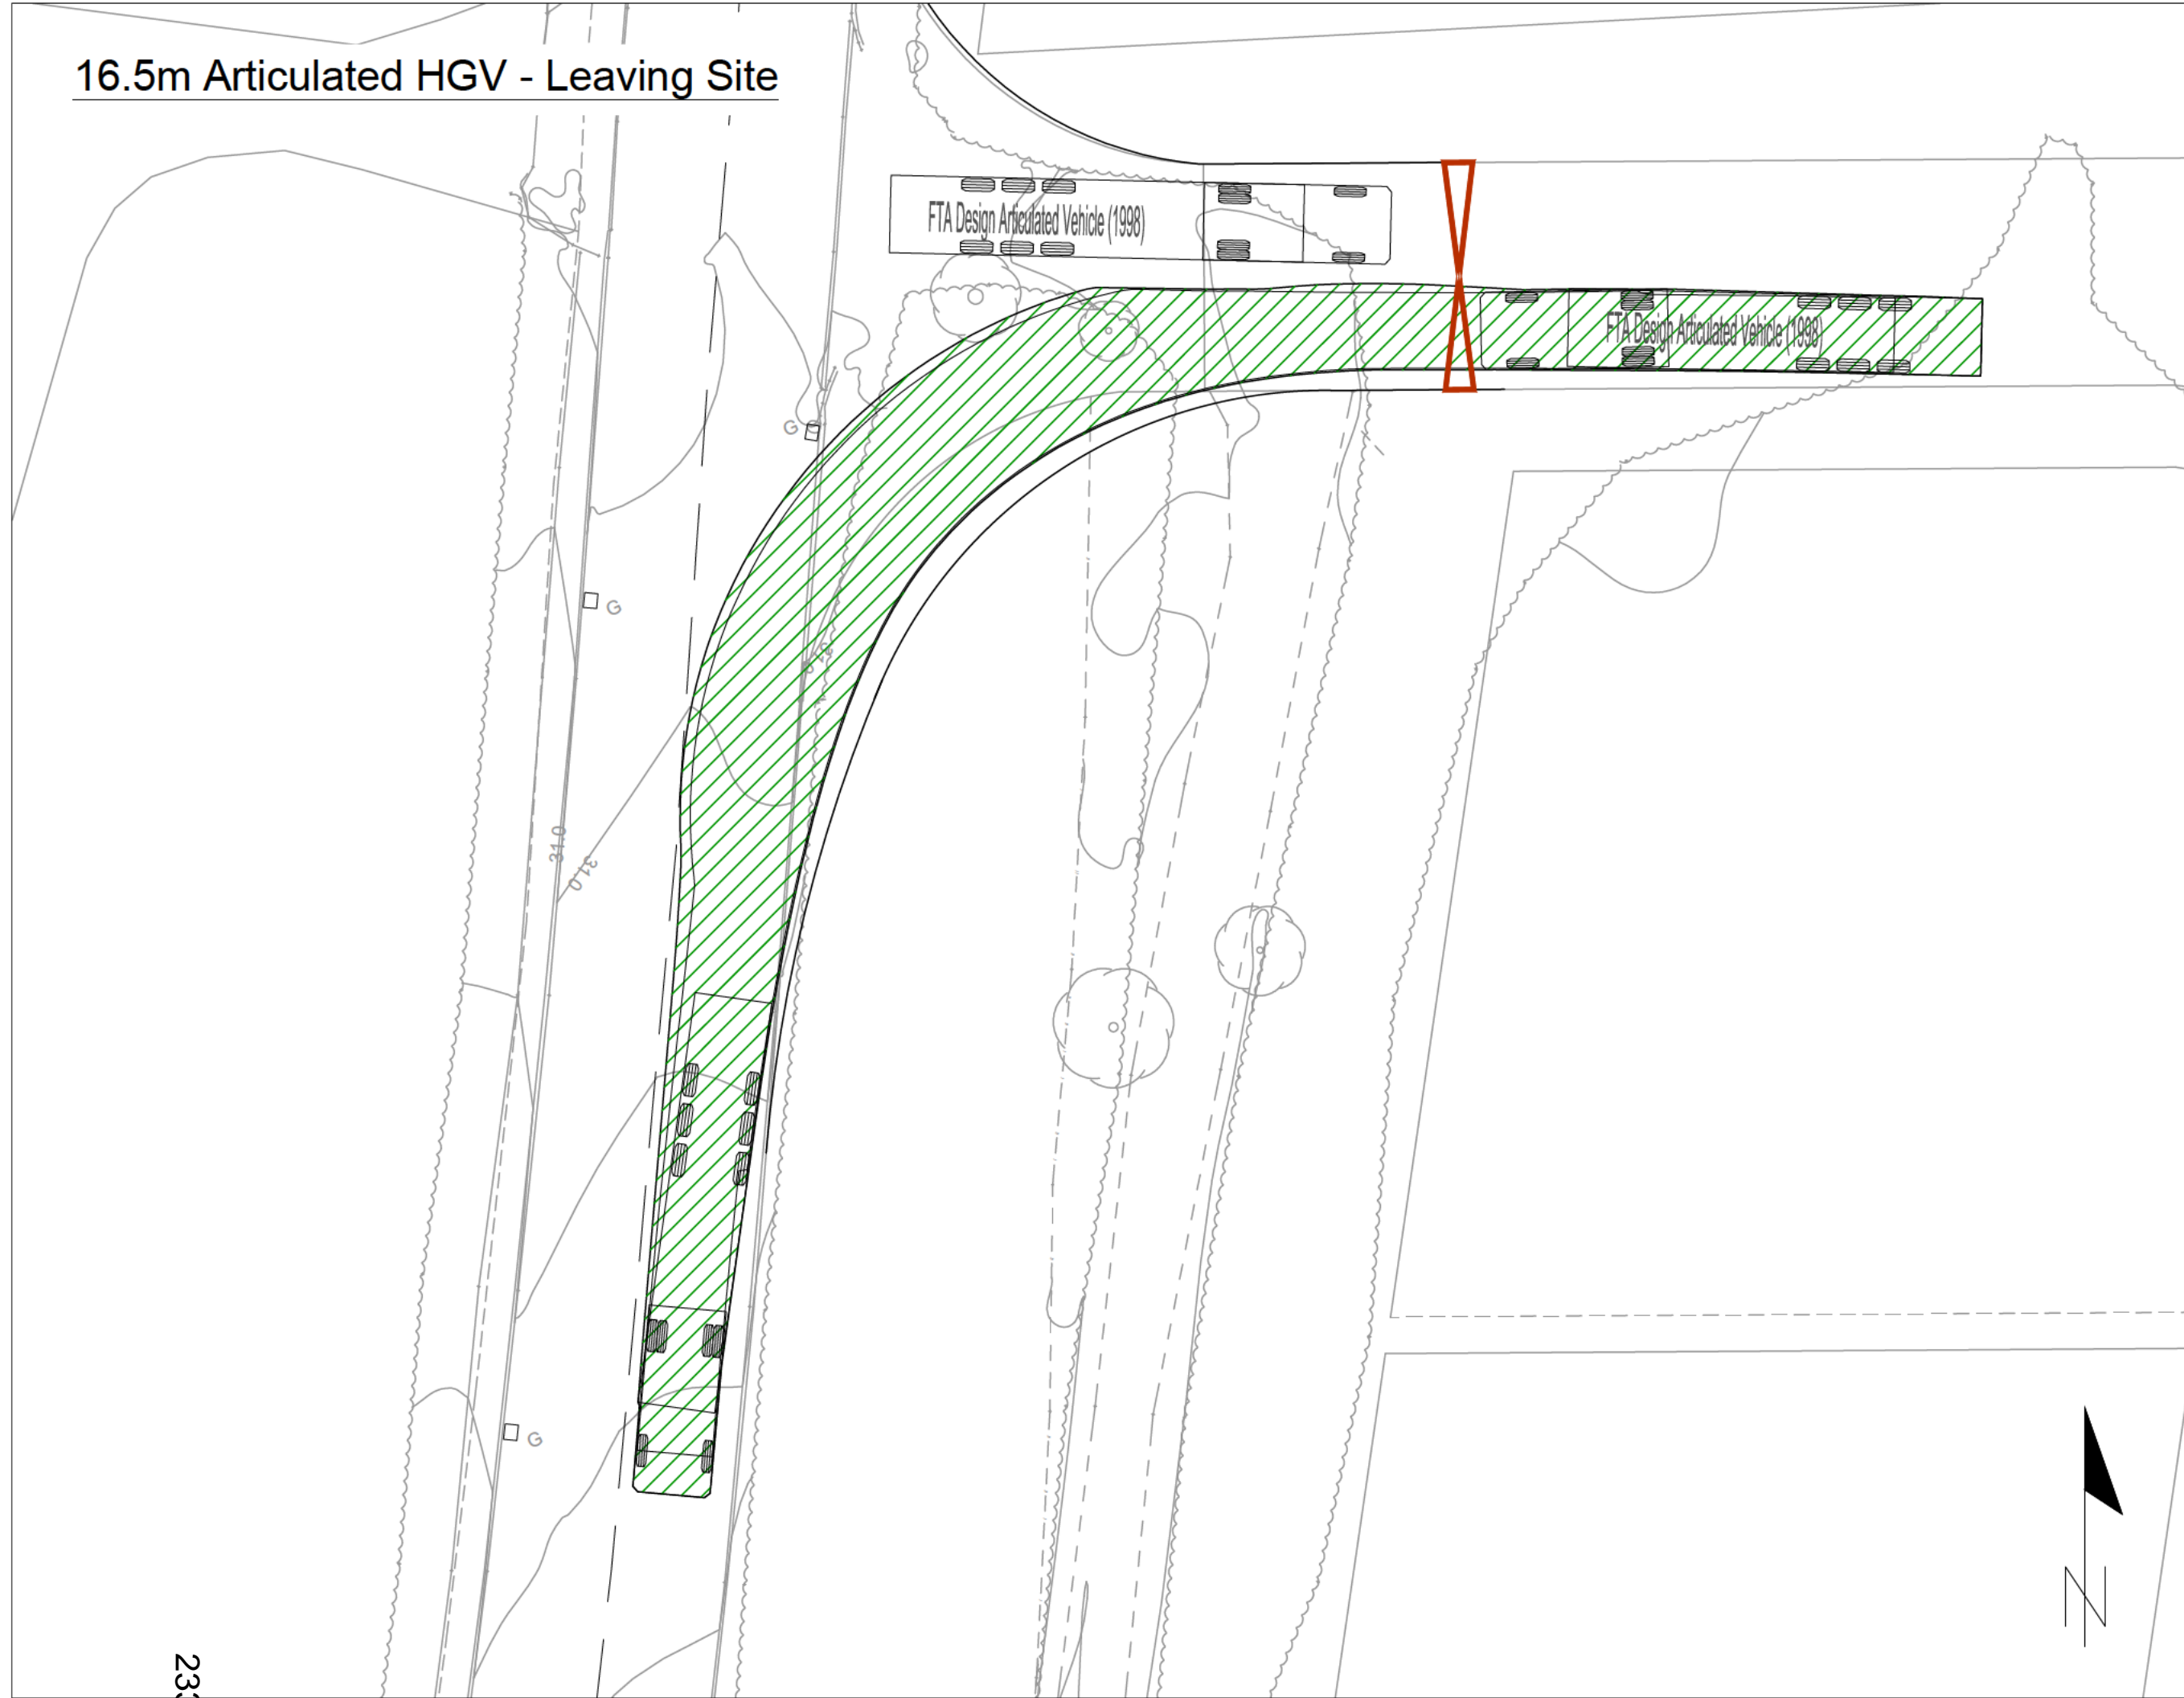 16.5m Articulated HGV - Leaving Site
FTA Design Articulated Vehicle (1998)
FTA Design Articulated Vehicle (1998)
G
G
31.0
31.0
G
N